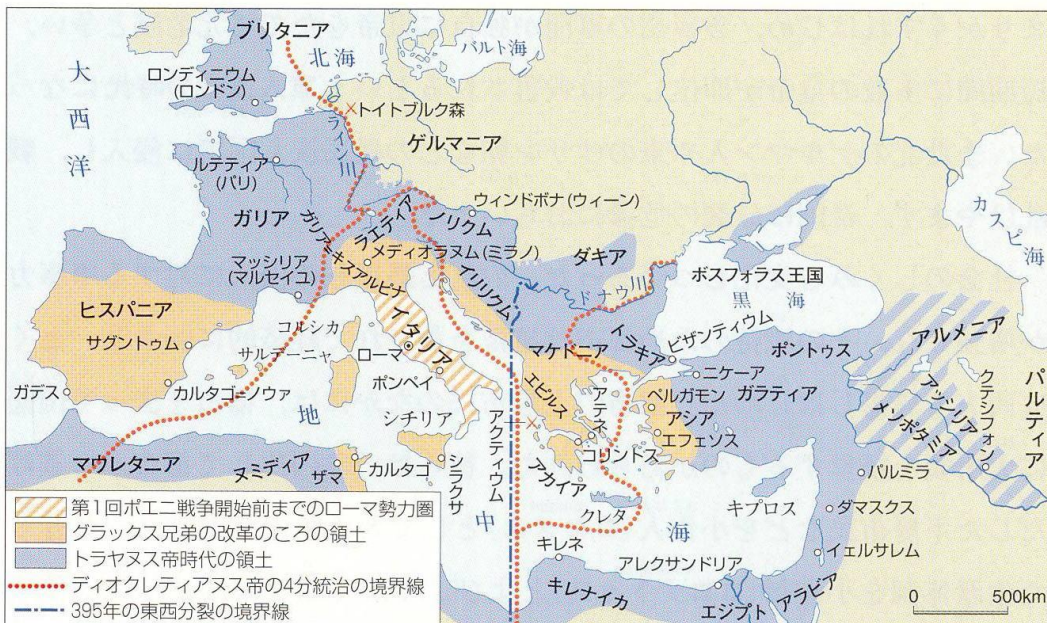 ブリタニア
北海
バルト海
大西洋
ロンディニウム
(ロンドン)
トイトブルク森
ライン川
ゲルマニア
ルテティア
(パリ)
ウィンドボナ(ウィーン)
ガリア
ラエティア
ノリクム
カスピ海
ガリア=キスアルピナ
メディオラヌム(ミラノ)
ダキア
マッシリア
(マルセイユ)
イリリクム
ドナウ川
ボスフォラス王国
黒海
ヒスパニア
コルシカ
イタリア
マケドニア
トラキア
ビザンティウム
ポントゥス
アルメニア
サグントゥム
サルデーニャ
ローマ
ニケーア
ガラティア
アッシリア
クテシフォン
パルティア
ガデス
カルタゴ=ノヴァ
ポンペイ
エピルス
アテネ
ペルガモン
アジア
メソポタミア
地
シチリア
アクティウム
エフェソス
コリントス
マウレタニア
ヌミディア
ザマ
カルタゴ
シラクサ
アカイア
パルミラ
クレタ
キプロス
ダマスクス
中
海
キレネ
アレクサンドリア
イェルサレム
キレナイカ
エジプト
アラビア
第1回ポエニ戦争開始前までのローマ勢力圏
グラックス兄弟の改革のころの領土
トラヤヌス帝時代の領土
ディオクレティアヌス帝の4分統治の境界線
395年の東西分裂の境界線
0 500km